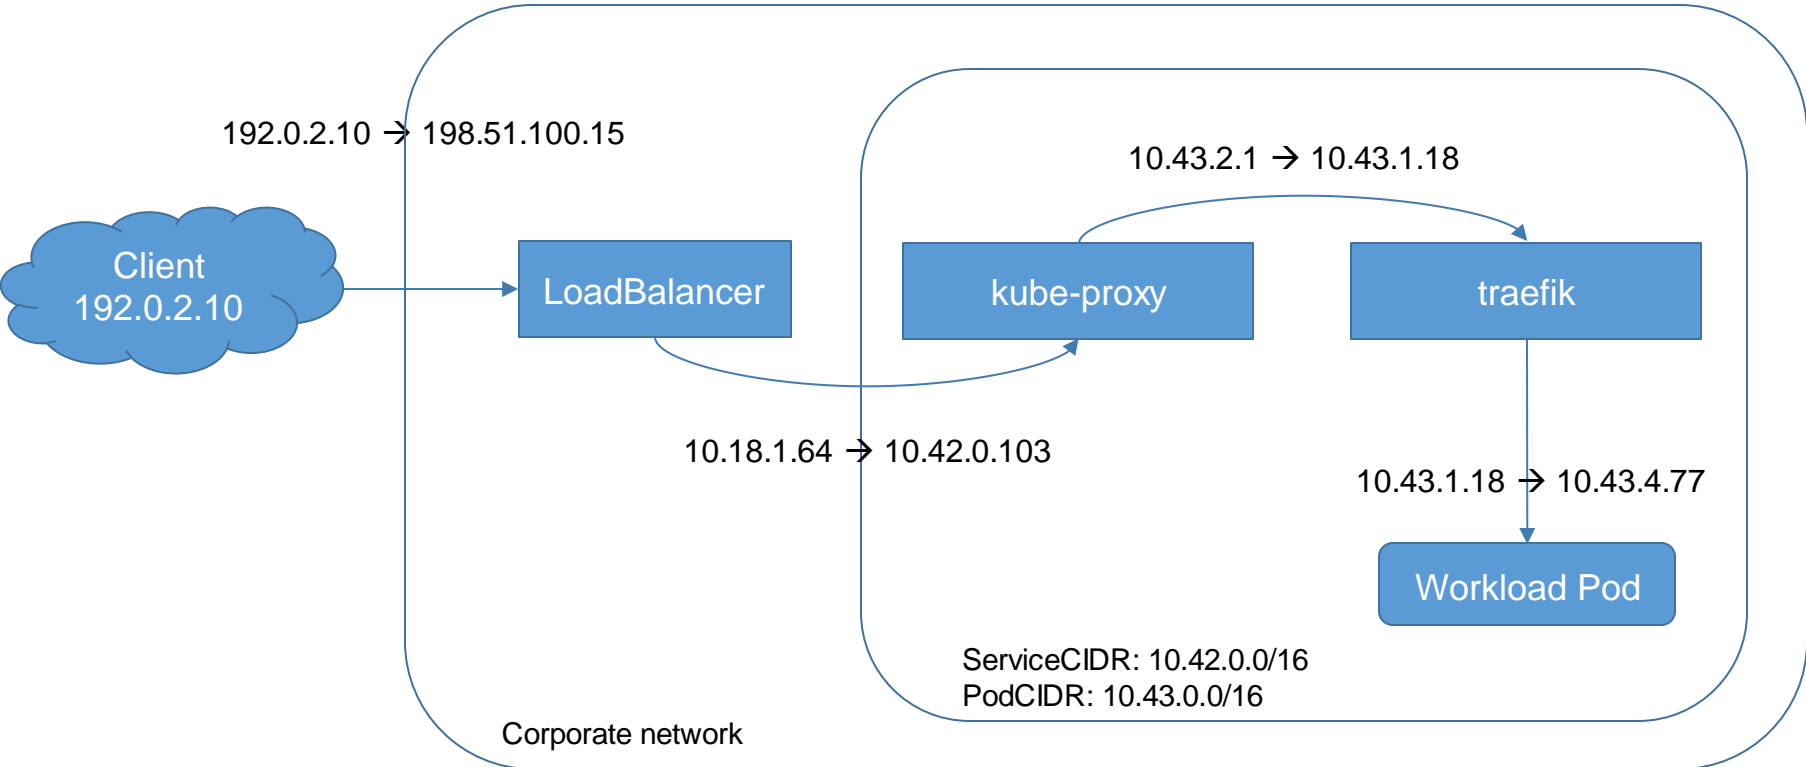 192.0.2.10 → 198.51.100.15
10.43.2.1 → 10.43.1.18
Client
192.0.2.10
LoadBalancer
kube-proxy
traefik
10.18.1.64 → 10.42.0.103
10.43.1.18 → 10.43.4.77
Workload Pod
ServiceCIDR: 10.42.0.0/16
PodCIDR: 10.43.0.0/16
Corporate network